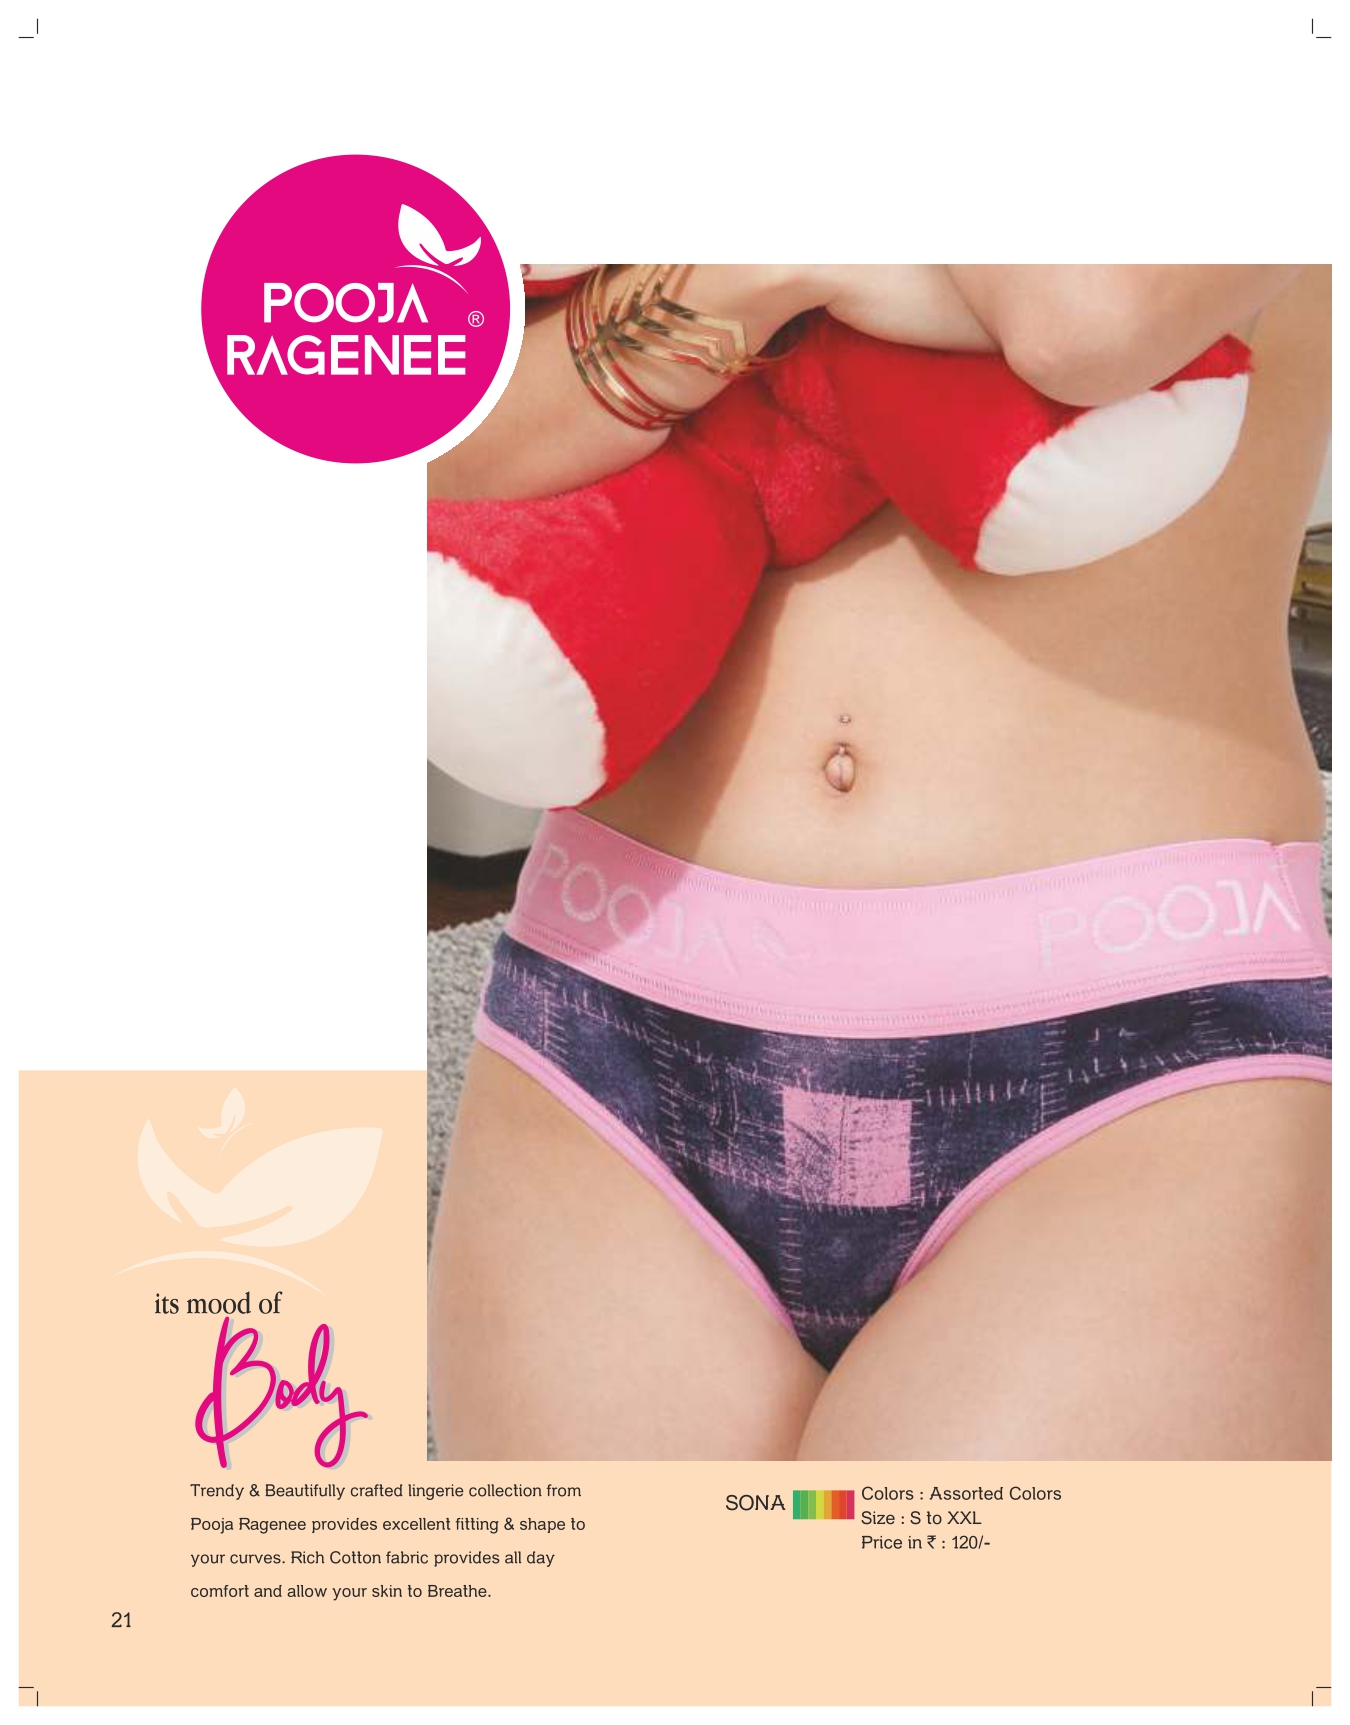 POOJA
RAGENEE
®
POOJA POOJA
its mood of
Body
Trendy & Beautifully crafted lingerie collection from
Pooja Ragenee provides excellent fitting & shape to
your curves. Rich Cotton fabric provides all day
comfort and allow your skin to Breathe.
SONA
Colors : Assorted Colors
Size : S to XXL
Price in ₹ : 120/-
21